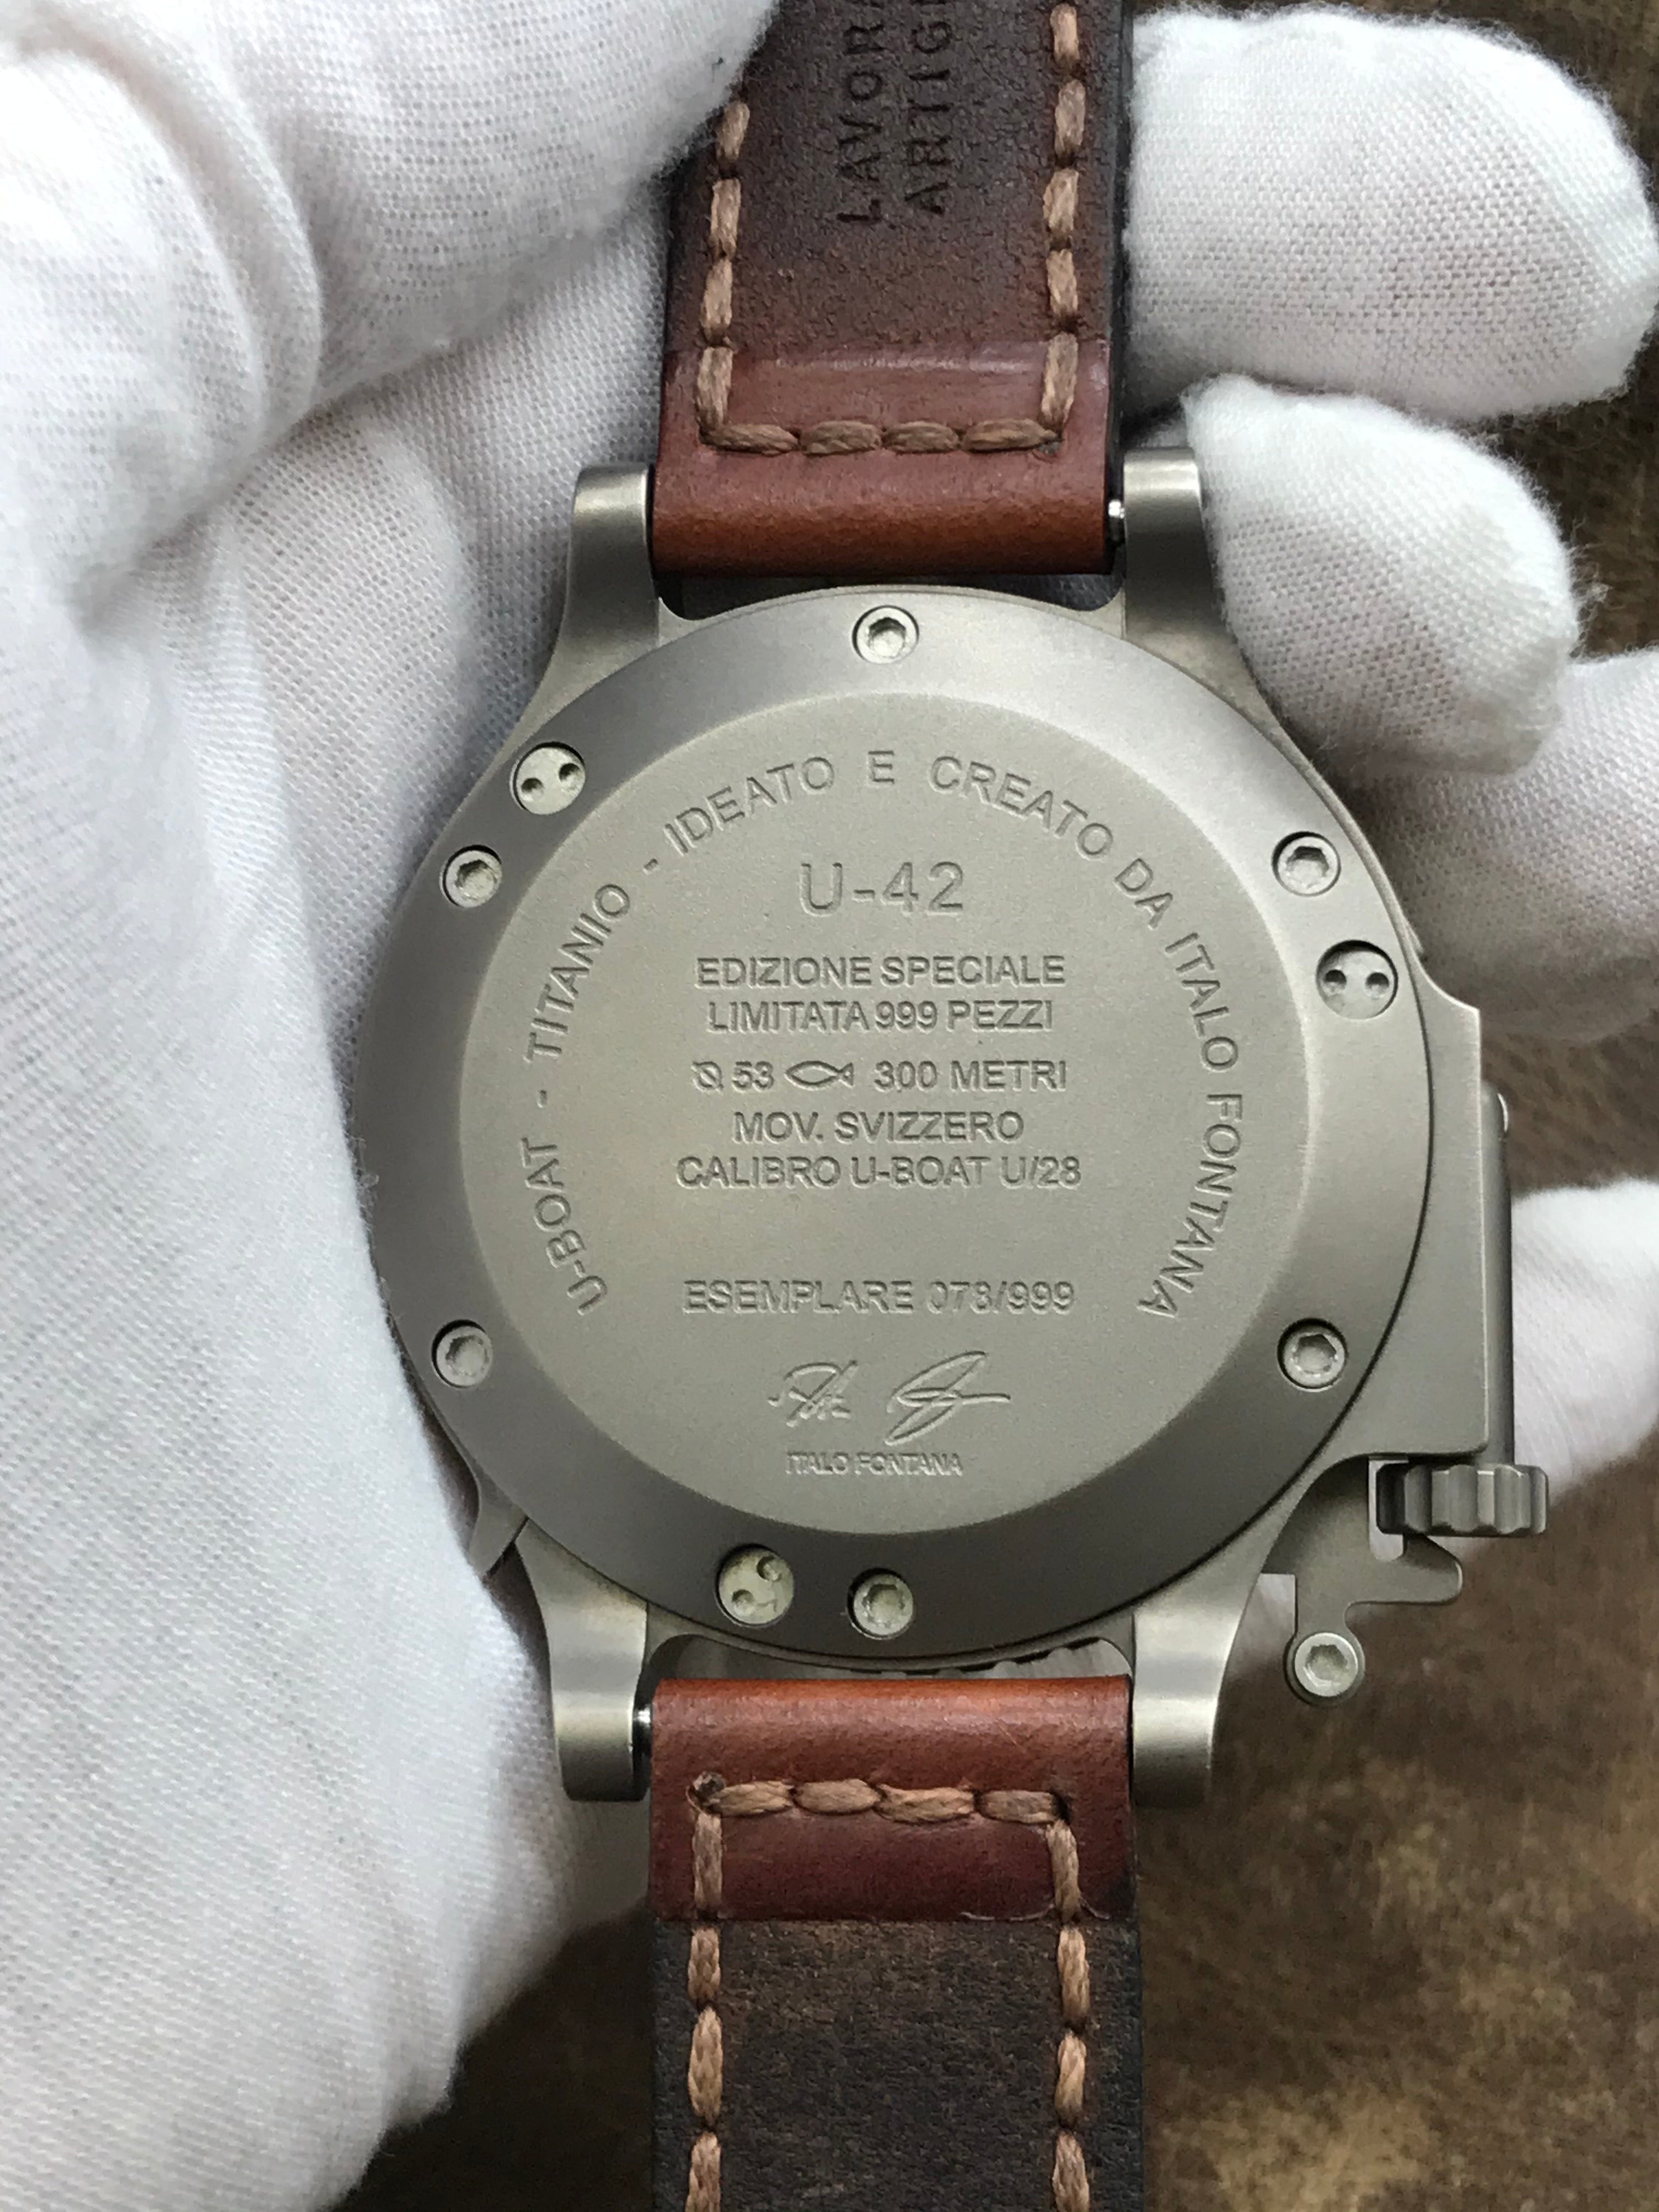 LAVORA
ARTIGI
U-BOAT - TITANIO - IDEATO E CREATO DA ITALO FONTANA
U-42
EDIZIONE SPECIALE
LIMITATA 999 PEZZI
53 300 METRI
MOV. SVIZZERO
CALIBRO U-BOAT U/28
ESEMPLARE 078/999
ITALO FONTANA